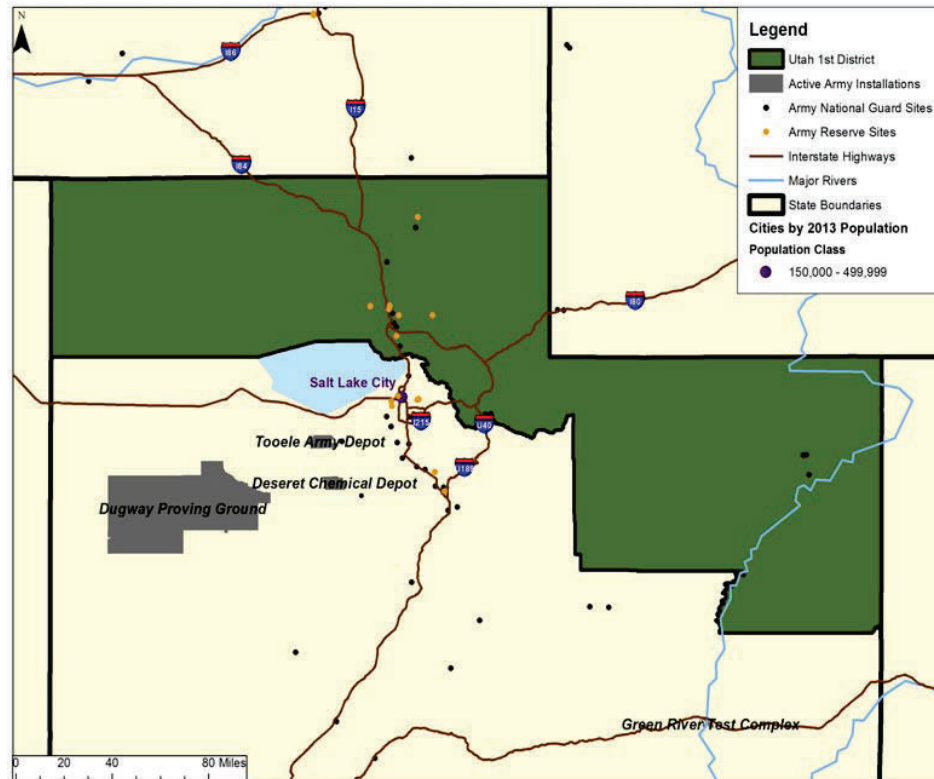 N
I86
I15
I84
Legend
Utah 1st District
Active Army Installations
Army National Guard Sites
Army Reserve Sites
Interstate Highways
Major Rivers
State Boundaries
Cities by 2013 Population
Population Class
150,000 - 499,999
I80
Salt Lake City
I215
U40
Tooele Army Depot
U189
Deseret Chemical Depot
Dugway Proving Ground
Green River Test Complex
0 20 40 80 Miles